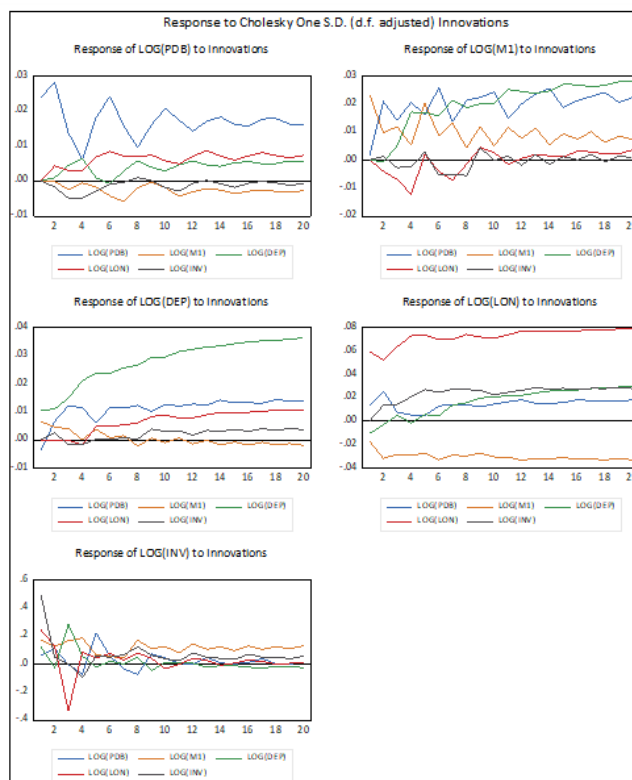 Response to Cholesky One S.D. (d.f. adjusted) Innovations
Response of LOG(PDB) to Innovations
.03
.02
.01
.00
-.01
2 4 6 8 10 12 14 16 18 20
LOG(PDB) LOG(M1) LOG(DEP)
LOG(LON) LOG(INV)
Response of LOG(M1) to Innovations
.03
.02
.01
.00
-.01
-.02
2 4 6 8 10 12 14 16 18 20
LOG(PDB) LOG(M1) LOG(DEP)
LOG(LON) LOG(INV)
Response of LOG(DEP) to Innovations
.04
.03
.02
.01
.00
-.01
2 4 6 8 10 12 14 16 18 20
LOG(PDB) LOG(M1) LOG(DEP)
LOG(LON) LOG(INV)
Response of LOG(LON) to Innovations
.08
.06
.04
.02
.00
-.02
-.04
2 4 6 8 10 12 14 16 18 20
LOG(PDB) LOG(M1) LOG(DEP)
LOG(LON) LOG(INV)
Response of LOG(INV) to Innovations
.6
.4
.2
.0
-.2
-.4
2 4 6 8 10 12 14 16 18 20
LOG(PDB) LOG(M1) LOG(DEP)
LOG(LON) LOG(INV)